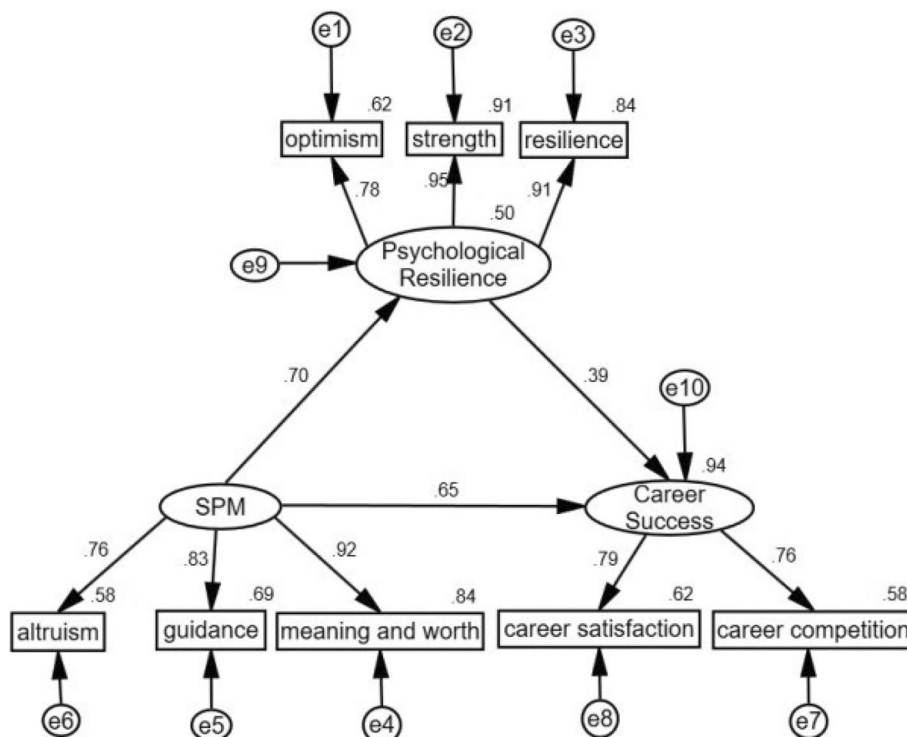 e1
e2
e3
.62
.91
.84
optimism
strength
resilience
.78
.95
.91
.50
Psychological
Resilience
e9
.70
.39
e10
.94
SPM
.65
Career
Success
.76
.83
.92
.79
.76
.58
.69
.84
.62
.58
altruism
guidance
meaning and worth
career satisfaction
career competition
e6
e5
e4
e8
e7